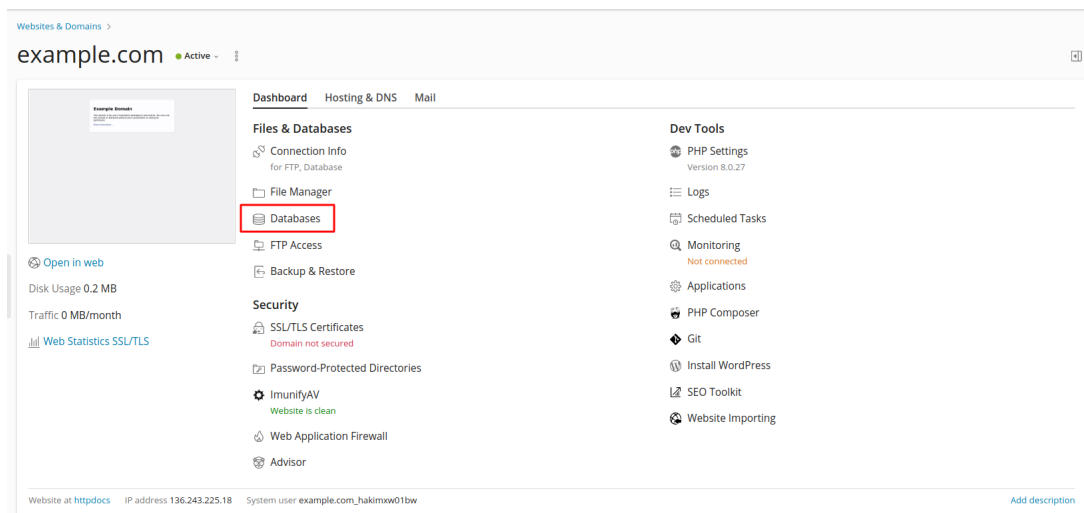 Websites & Domains >
example.com Active
Dashboard Hosting & DNS Mail
Example Domain
Files & Databases
Connection Info
for FTP, Database
File Manager
Databases
FTP Access
Backup & Restore
Security
SSL/TLS Certificates
Domain not secured
Password-Protected Directories
ImunifyAV
Website is clean
Web Application Firewall
Advisor
Dev Tools
php PHP Settings
Version 8.0.27
Logs
Scheduled Tasks
Monitoring
Not connected
Applications
PHP Composer
Git
Install WordPress
SEO Toolkit
Website Importing
Open in web
Disk Usage 0.2 MB
Traffic 0 MB/month
Web Statistics SSL/TLS
Website at httpdocs IP address 136.243.225.18 System user example.com_hakimxw01bw Add description